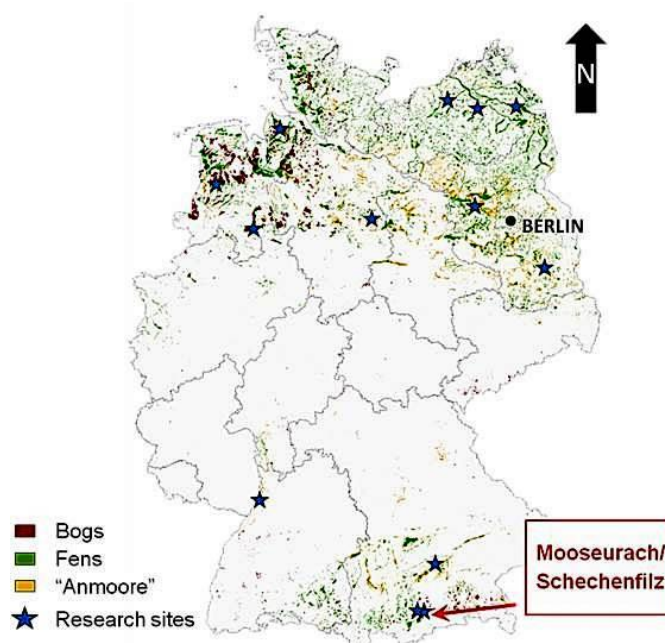 N
BERLIN
Bogs
Fens
"Anmoore"
Research sites
Mooseurach/
Schechenfilz